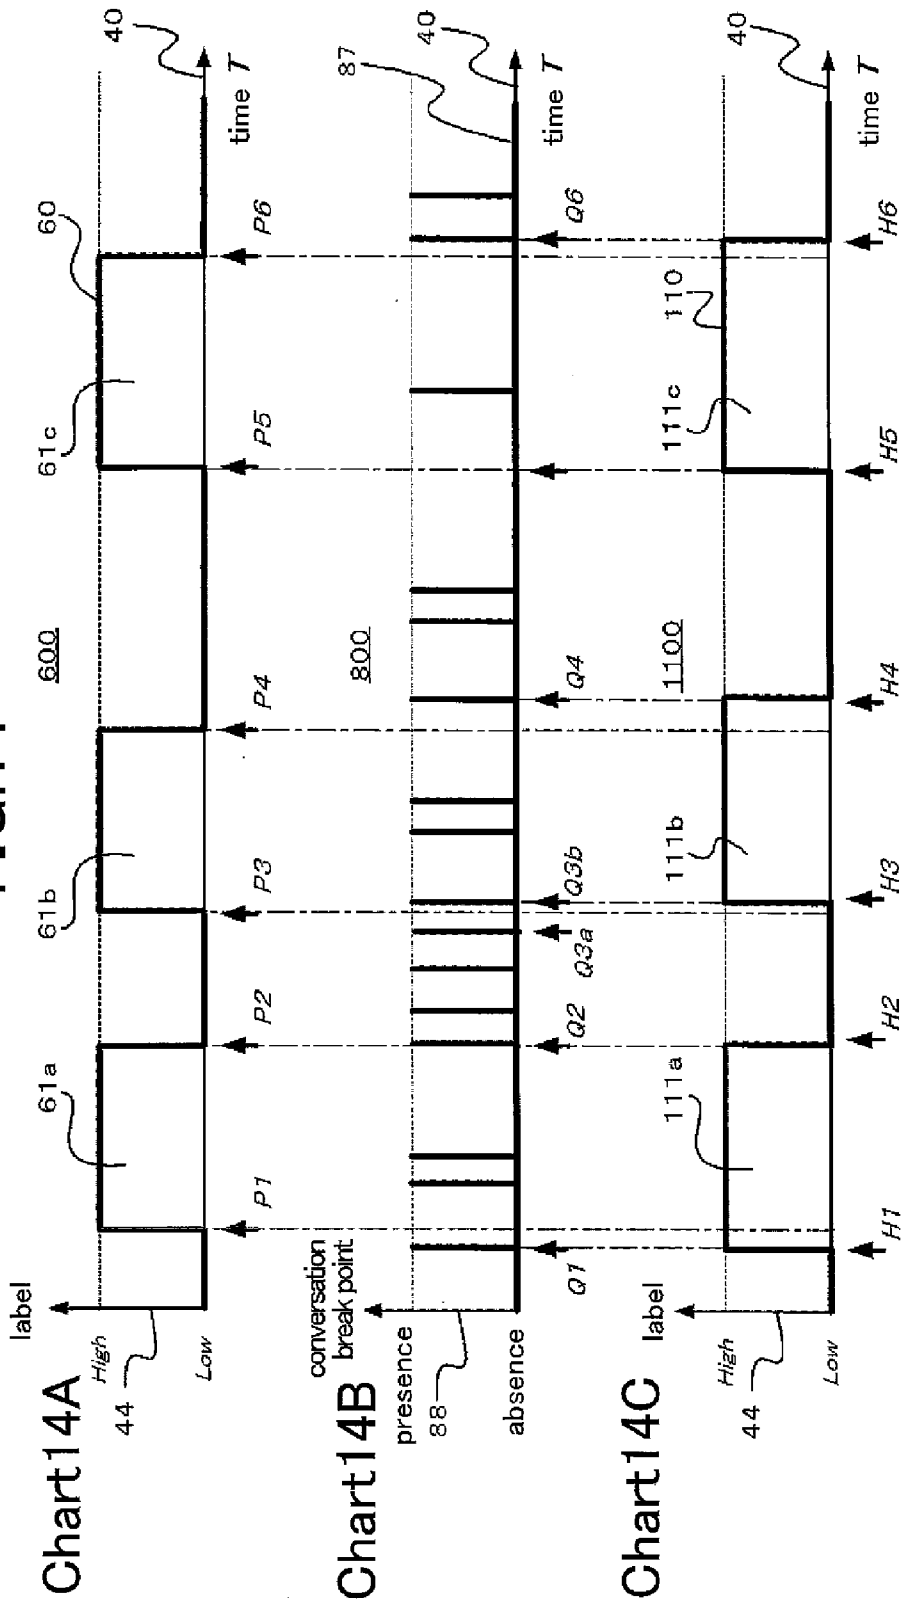 Chart14A
label
High
Low
44
61a
61b
61c
60
40
600
time T
P1
P2
P3
P4
P5
P6
Chart14B
conversation
break point
presence
absence
88
800
87
40
time T
Q1
Q2
Q3a
Q3b
Q4
Q6
Chart14C
label
High
Low
44
111a
111b
111c
110
1100
40
time T
H1
H2
H3
H4
H5
H6